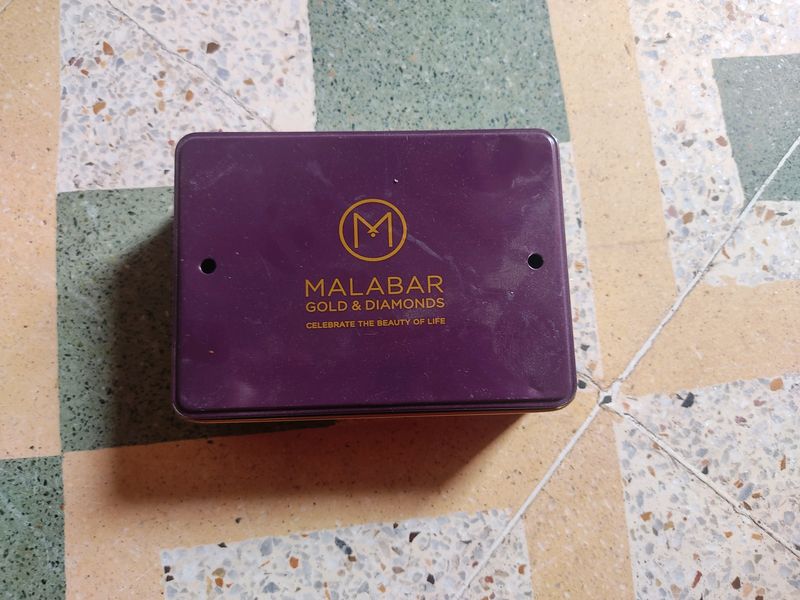 M
MALABAR
GOLD & DIAMONDS
CELEBRATE THE BEAUTY OF LIFE